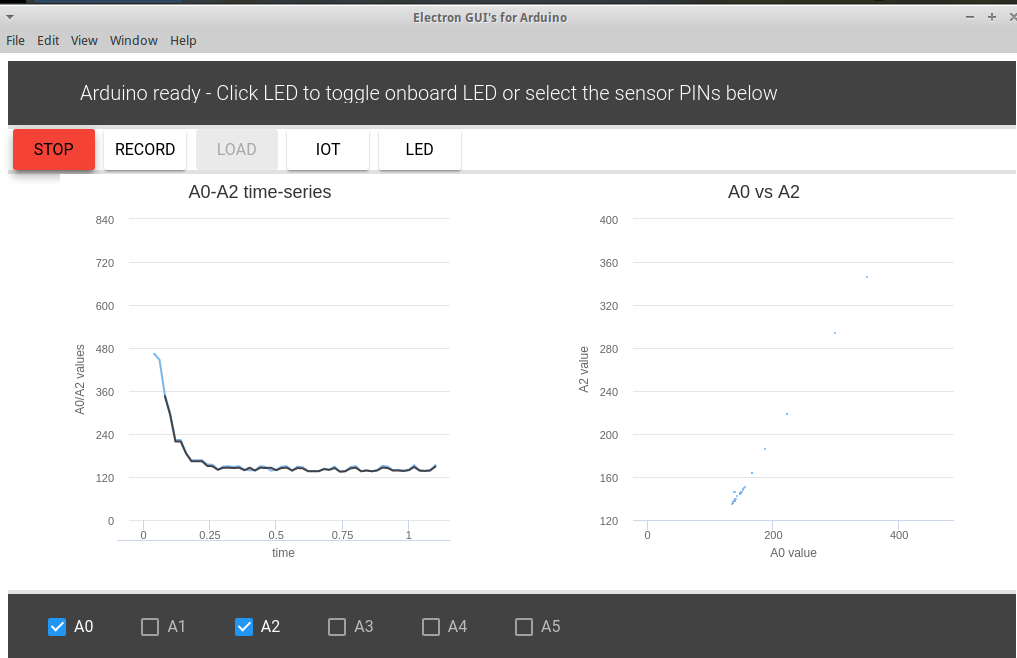 Electron GUI's for Arduino
File Edit View Window Help
Arduino ready - Click LED to toggle onboard LED or select the sensor PINs below
STOP RECORD LOAD IOT LED
A0-A2 time-series
840
720
600
480
360
240
120
0
A0/A2 values
0 0.25 0.5 0.75 1
time
A0 vs A2
400
360
320
280
240
200
160
120
A2 value
0 200 400
A0 value
A0 A1 A2 A3 A4 A5